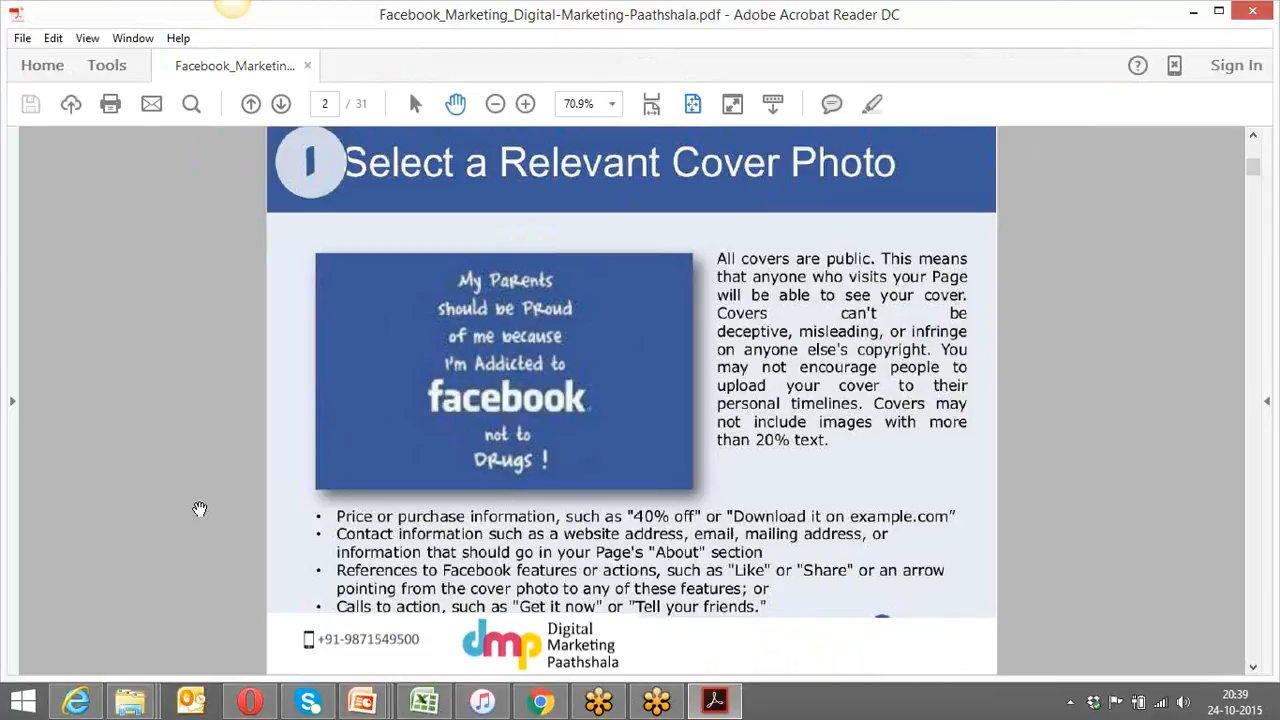 Facebook_Marketing_Digital-Marketing-Paathshala.pdf - Adobe Acrobat Reader DC
File Edit View Window Help
Home Tools Facebook_Marketin... × Sign In
2 / 31 70.9%
1 Select a Relevant Cover Photo
My Parents
should be Proud
of me because
I'm Addicted to
facebook
not to
Drugs !
All covers are public. This means
that anyone who visits your Page
will be able to see your cover.
Covers can't be
deceptive, misleading, or infringe
on anyone else's copyright. You
may not encourage people to
upload your cover to their
personal timelines. Covers may
not include images with more
than 20% text.
• Price or purchase information, such as "40% off" or "Download it on example.com"
• Contact information such as a website address, email, mailing address, or
information that should go in your Page's "About" section
• References to Facebook features or actions, such as "Like" or "Share" or an arrow
pointing from the cover photo to any of these features; or
• Calls to action, such as "Get it now" or "Tell your friends."
+91-9871549500
dmp
Digital
Marketing
Paathshala
20:39
24-10-2015